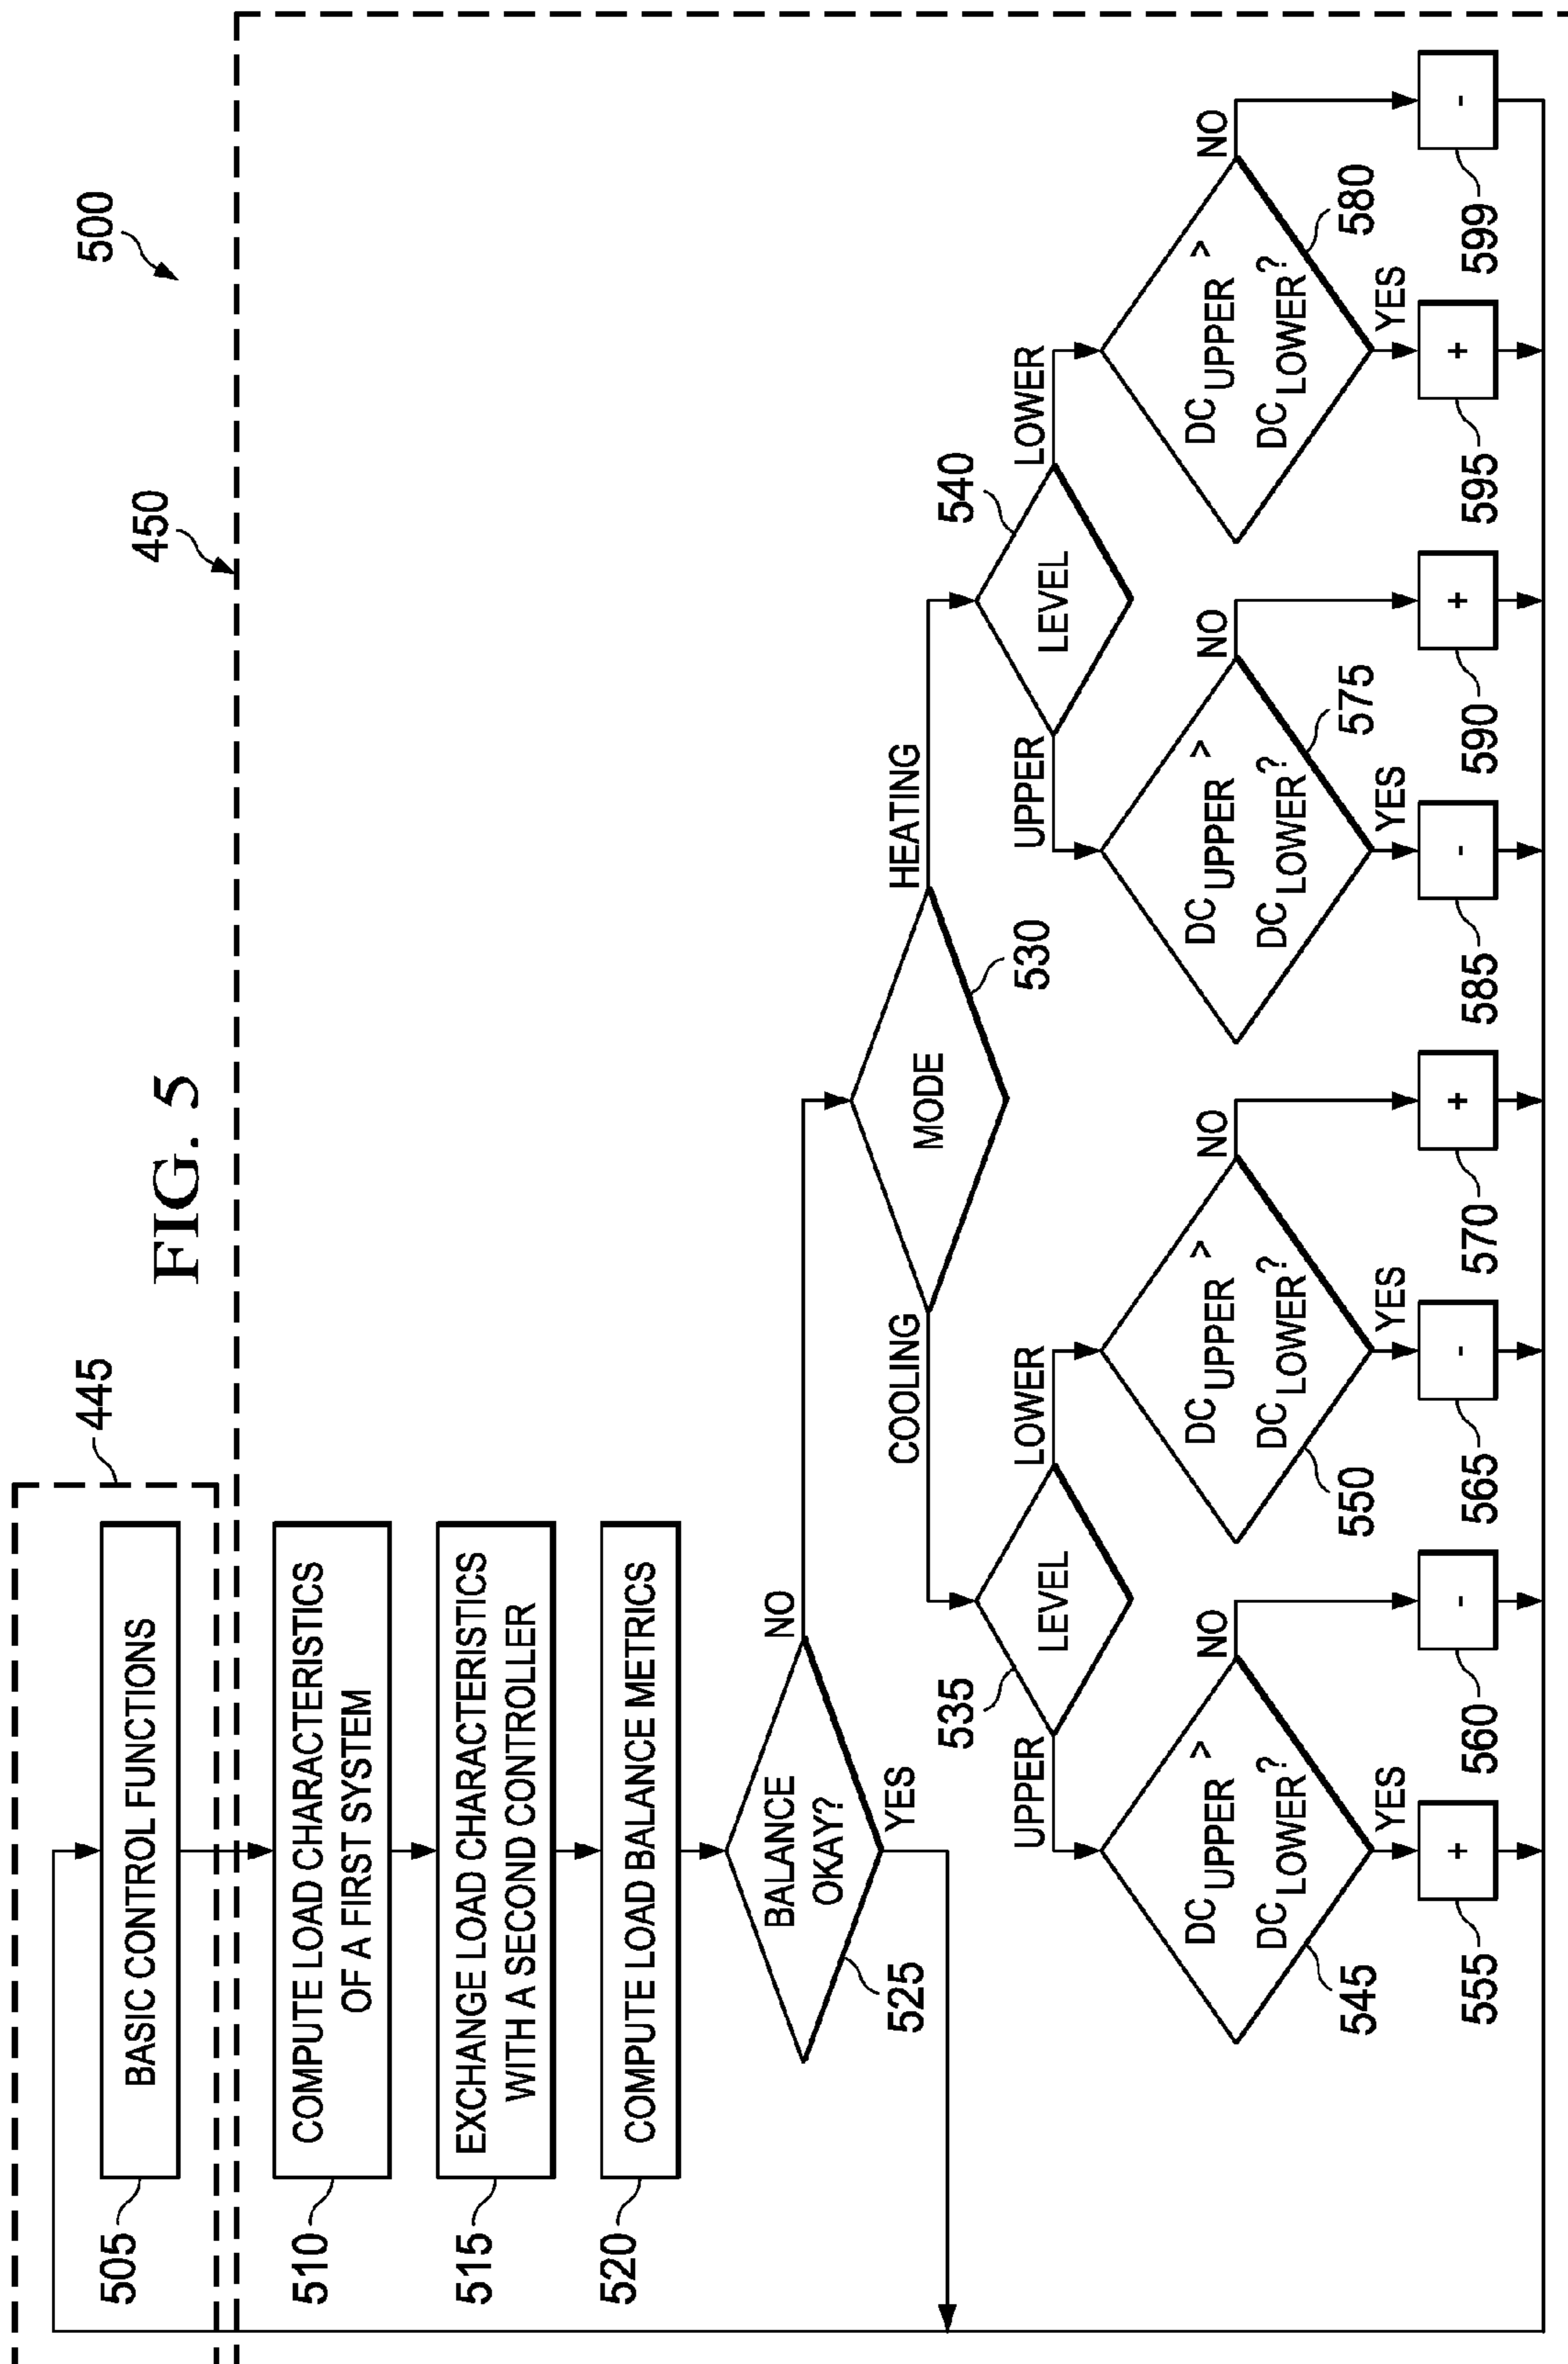 FIG. 5
500
450
445
505
BASIC CONTROL FUNCTIONS
510
COMPUTE LOAD CHARACTERISTICS
OF A FIRST SYSTEM
515
EXCHANGE LOAD CHARACTERISTICS
WITH A SECOND CONTROLLER
520
COMPUTE LOAD BALANCE METRICS
BALANCE
OKAY?
525
NO
YES
MODE
530
COOLING
HEATING
LEVEL
535
UPPER
LOWER
LEVEL
540
UPPER
LOWER
DC UPPER >
DC LOWER?
545
YES
NO
DC UPPER >
DC LOWER?
550
YES
NO
DC UPPER >
DC LOWER?
575
YES
NO
DC UPPER >
DC LOWER?
580
YES
NO
+
555
-
560
-
565
+
570
-
585
+
590
+
595
-
599